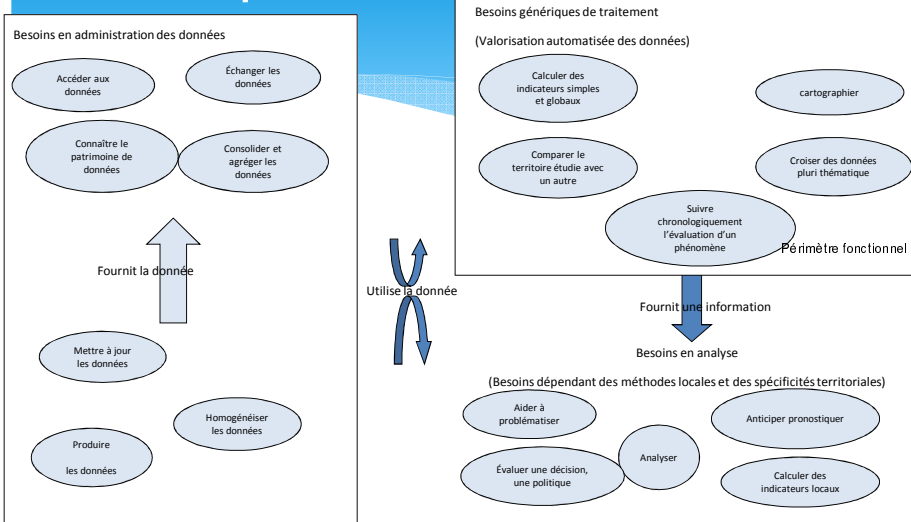 Besoins en administration des données
Accéder aux
données
Échanger les
données
Connaître le
patrimoine de
données
Consolider et
agréger les
données
Fournit la donnée
Mettre à jour
les données
Homogénéiser
les données
Produire
les données
Utilise la donnée
Besoins génériques de traitement
(Valorisation automatisée des données)
Calculer des
indicateurs simples
et globaux
cartographier
Comparer le
territoire étudie avec
un autre
Croiser des données
pluri thématique
Suivre
chronologiquement
l'évaluation d'un
phénomène
Périmètre fonctionnel
Fournit une information
Besoins en analyse
(Besoins dépendant des méthodes locales et des spécificités territoriales)
Aider à
problématiser
Anticiper pronostiquer
Analyser
Évaluer une décision,
une politique
Calculer des
indicateurs locaux